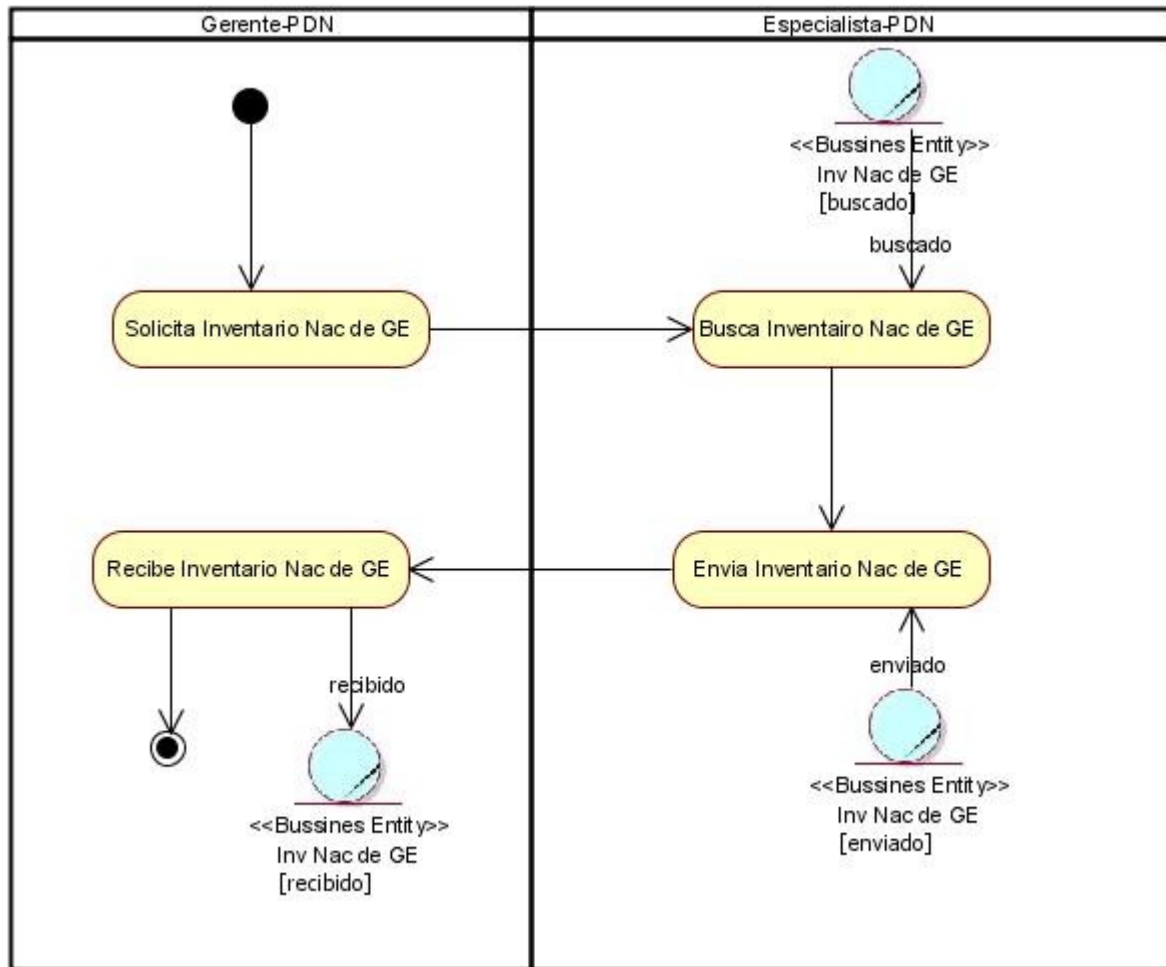 Gerente-PDN
Especialista-PDN
<<Bussines Entity>>
Inv Nac de GE
[buscado]
buscado
Solicita Inventario Nac de GE
Busca Inventairo Nac de GE
Recibe Inventario Nac de GE
Envia Inventario Nac de GE
recibido
enviado
<<Bussines Entity>>
Inv Nac de GE
[recibido]
<<Bussines Entity>>
Inv Nac de GE
[enviado]